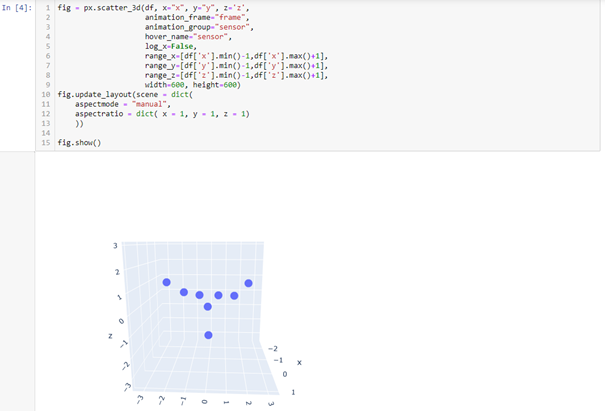 In [4]:
1 fig = px.scatter_3d(df, x="x", y="y", z='z',
2 animation_frame="frame",
3 animation_group="sensor",
4 hover_name="sensor",
5 log_x=False,
6 range_x=[df['x'].min()-1,df['x'].max()+1],
7 range_y=[df['y'].min()-1,df['y'].max()+1],
8 range_z=[df['z'].min()-1,df['z'].max()+1],
9 width=600, height=600)
10 fig.update_layout(scene = dict(
11 aspectmode = "manual",
12 aspectratio = dict( x = 1, y = 1, z = 1)
13 ))
14
15 fig.show()
3
2
1
0
z
−1
−2
−3
−3
−2
−1
0
1
2
3
−2
−1
x
0
1